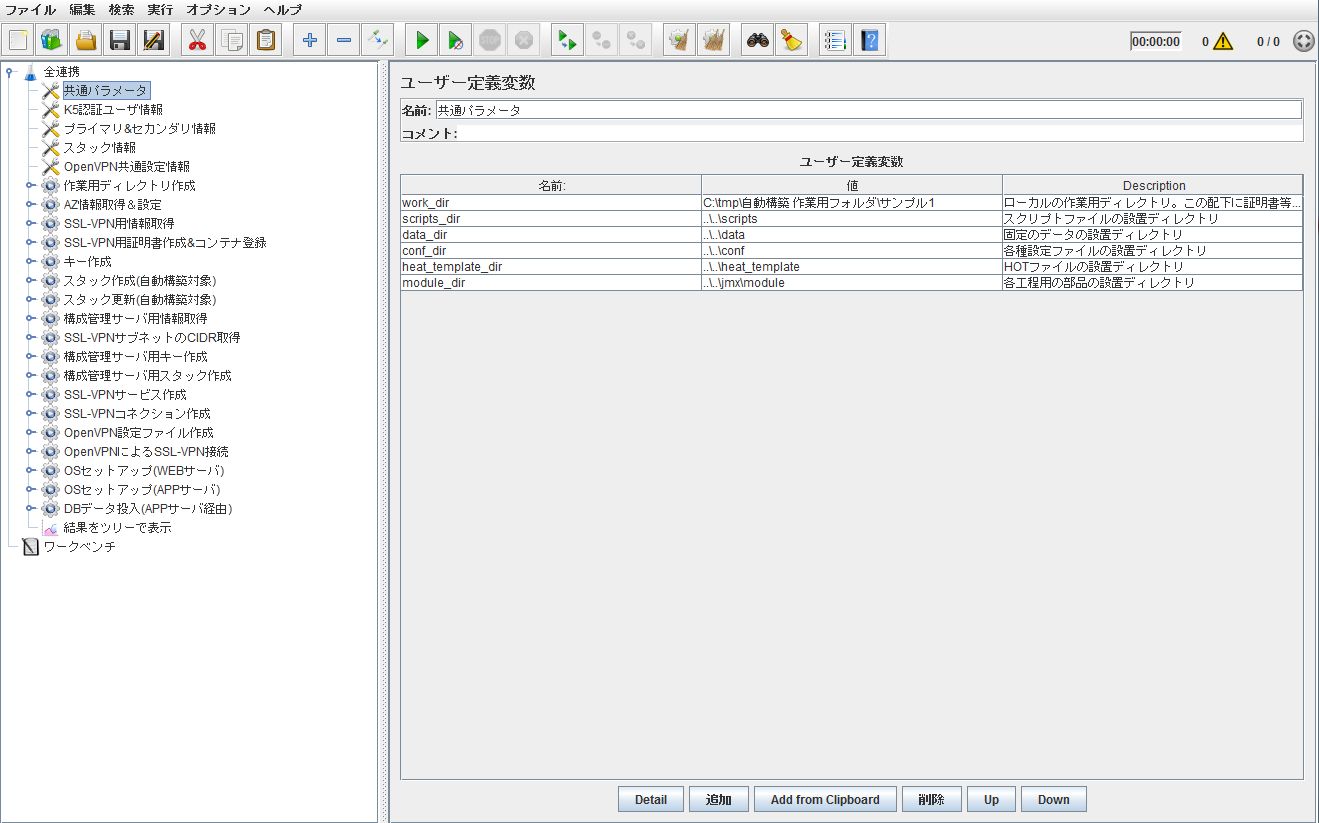 ファイル 編集 検索 実行 オプション ヘルプ
STOP
00:00:00 0 0 / 0
全連携
共通パラメータ
K5認証ユーザ情報
プライマリ&セカンダリ情報
スタック情報
OpenVPN共通設定情報
作業用ディレクトリ作成
AZ情報取得＆設定
SSL-VPN用情報取得
SSL-VPN用証明書作成&コンテナ登録
キー作成
スタック作成(自動構築対象)
スタック更新(自動構築対象)
構成管理サーバ用情報取得
SSL-VPNサブネットのCIDR取得
構成管理サーバ用キー作成
構成管理サーバ用スタック作成
SSL-VPNサービス作成
SSL-VPNコネクション作成
OpenVPN設定ファイル作成
OpenVPNによるSSL-VPN接続
OSセットアップ(WEBサーバ)
OSセットアップ(APPサーバ)
DBデータ投入(APPサーバ経由)
結果をツリーで表示
ワークベンチ
ユーザー定義変数
名前: 共通パラメータ
コメント:
ユーザー定義変数
名前: 値 Description
work_dir C:\tmp\自動構築 作業用フォルダ\サンプル1 ローカルの作業用ディレクトリ。この配下に証明書等...
scripts_dir ..\..\scripts スクリプトファイルの設置ディレクトリ
data_dir ..\..\data 固定のデータの設置ディレクトリ
conf_dir ..\..\conf 各種設定ファイルの設置ディレクトリ
heat_template_dir ..\..\heat_template HOTファイルの設置ディレクトリ
module_dir ..\..\jmx\module 各工程用の部品の設置ディレクトリ
Detail 追加 Add from Clipboard 削除 Up Down